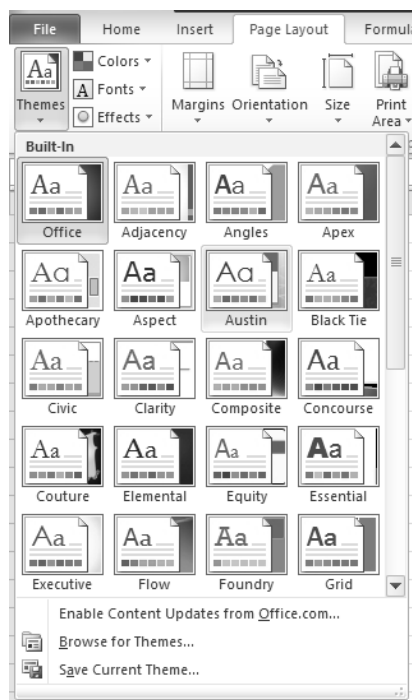 File Home Insert Page Layout Formul
Aa Colors
A Fonts
Themes Effects Margins Orientation Size Print Area
Built-In
Aa Aa Aa Aa
Office Adjacency Angles Apex
Aa Aa Aa Aa
Apothecary Aspect Austin Black Tie
Aa Aa Aa Aa
Civic Clarity Composite Concourse
Aa Aa Aa Aa
Couture Elemental Equity Essential
Aa Aa Aa Aa
Executive Flow Foundry Grid
Enable Content Updates from Office.com...
Browse for Themes...
Save Current Theme...